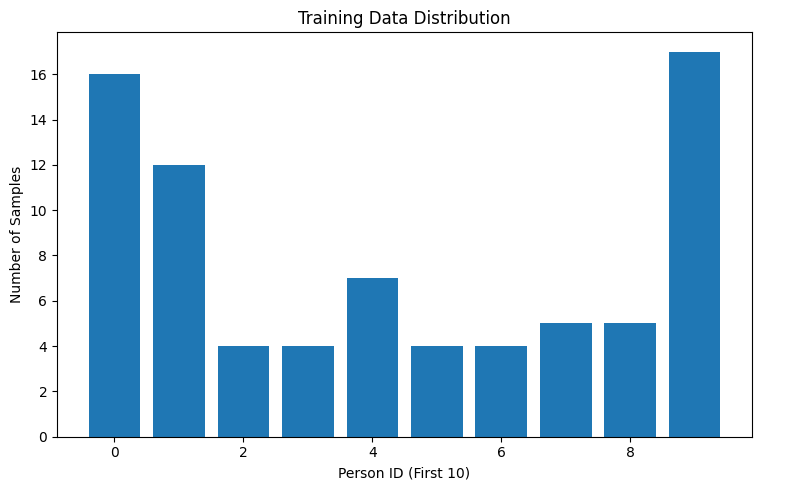 Training Data Distribution
Number of Samples
16
14
12
10
8
6
4
2
0
0 2 4 6 8
Person ID (First 10)